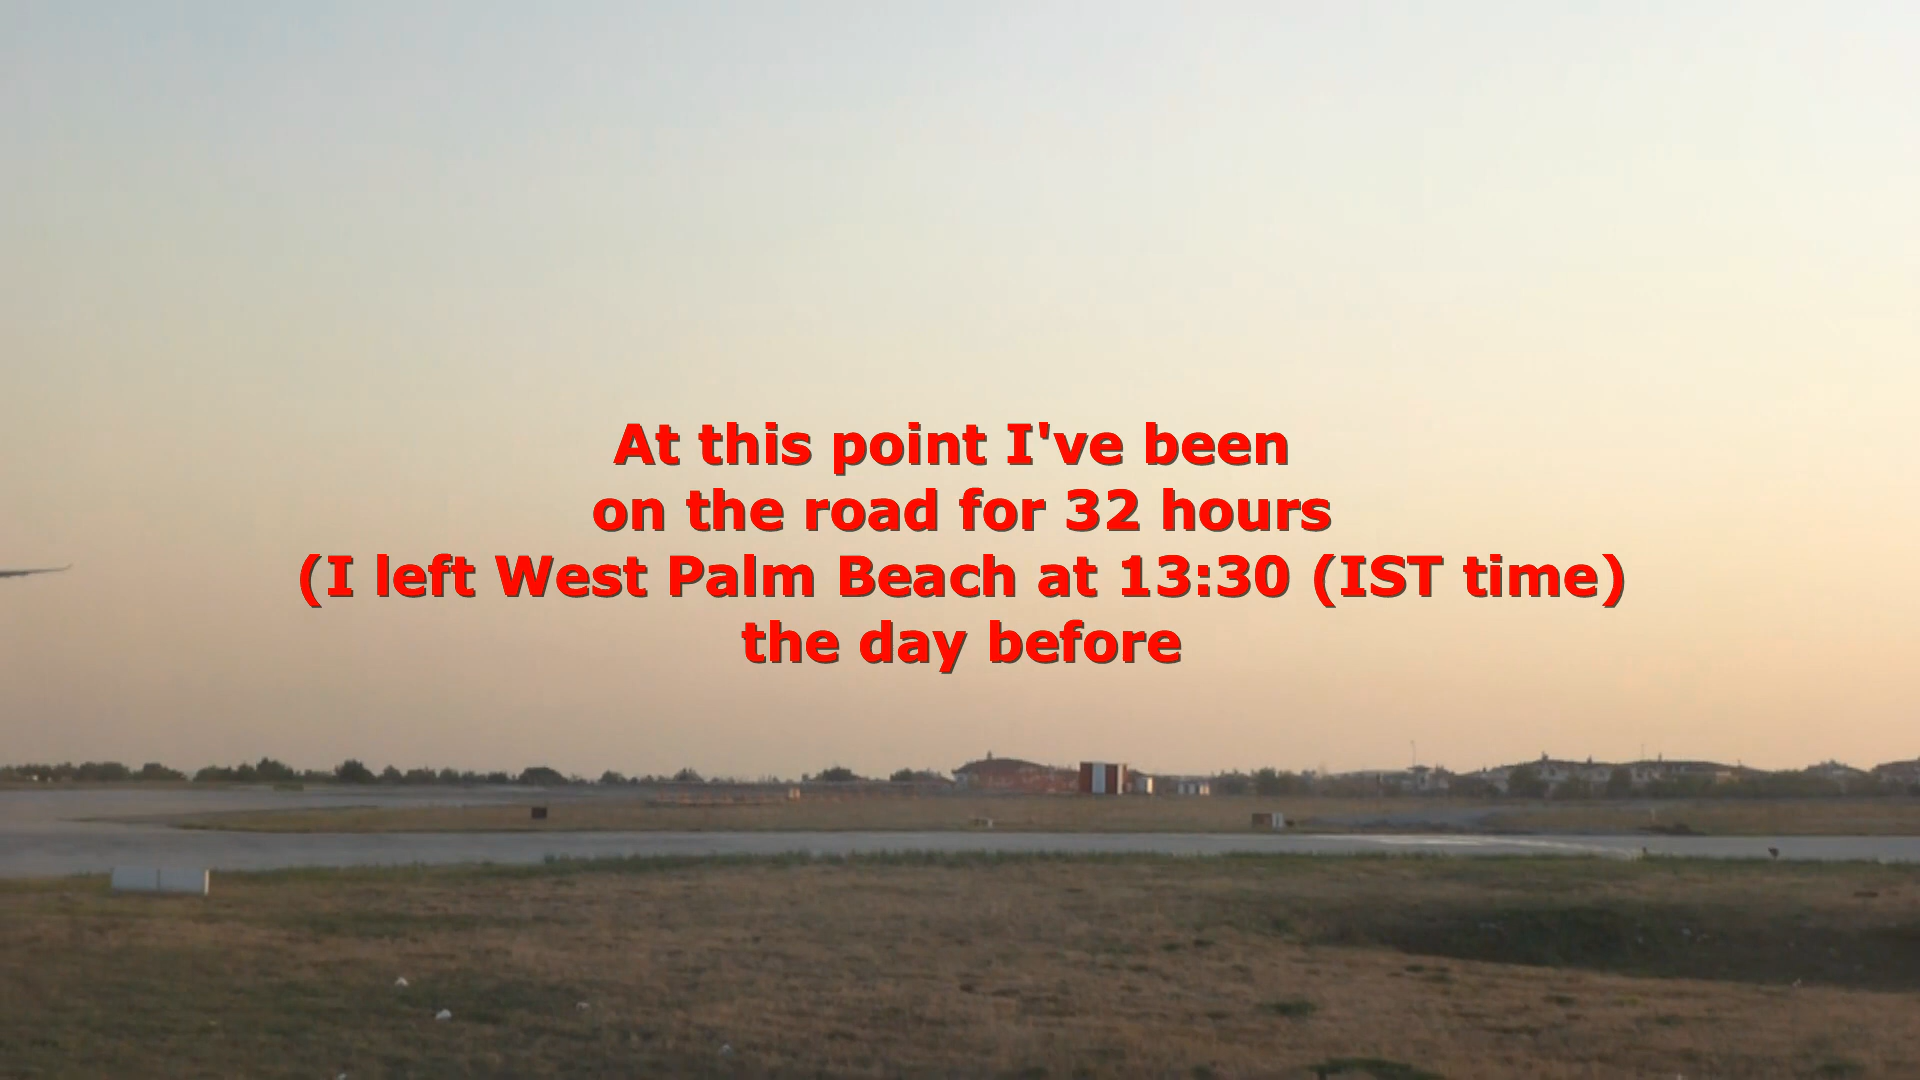 At this point I've been
on the road for 32 hours
(I left West Palm Beach at 13:30 (IST time)
the day before